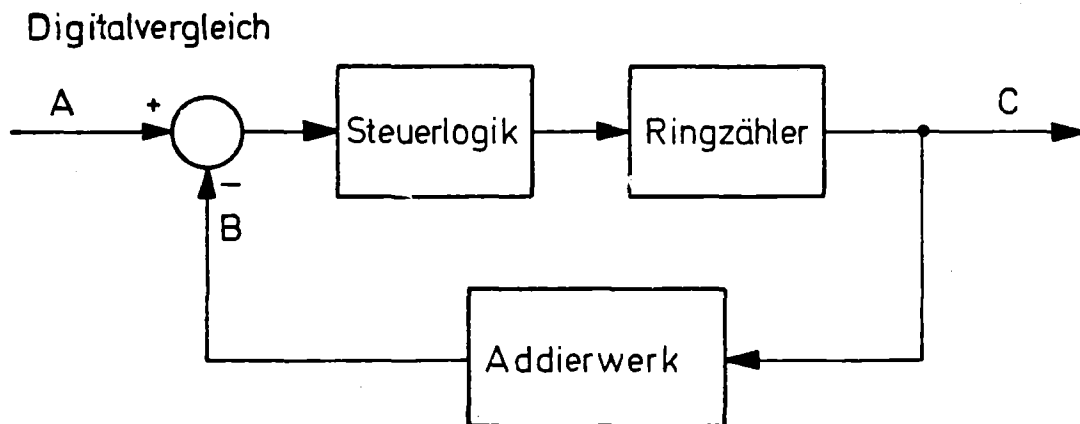 Digitalvergleich
A
+
Steuerlogik
Ringzähler
C
−
B
Addierwerk